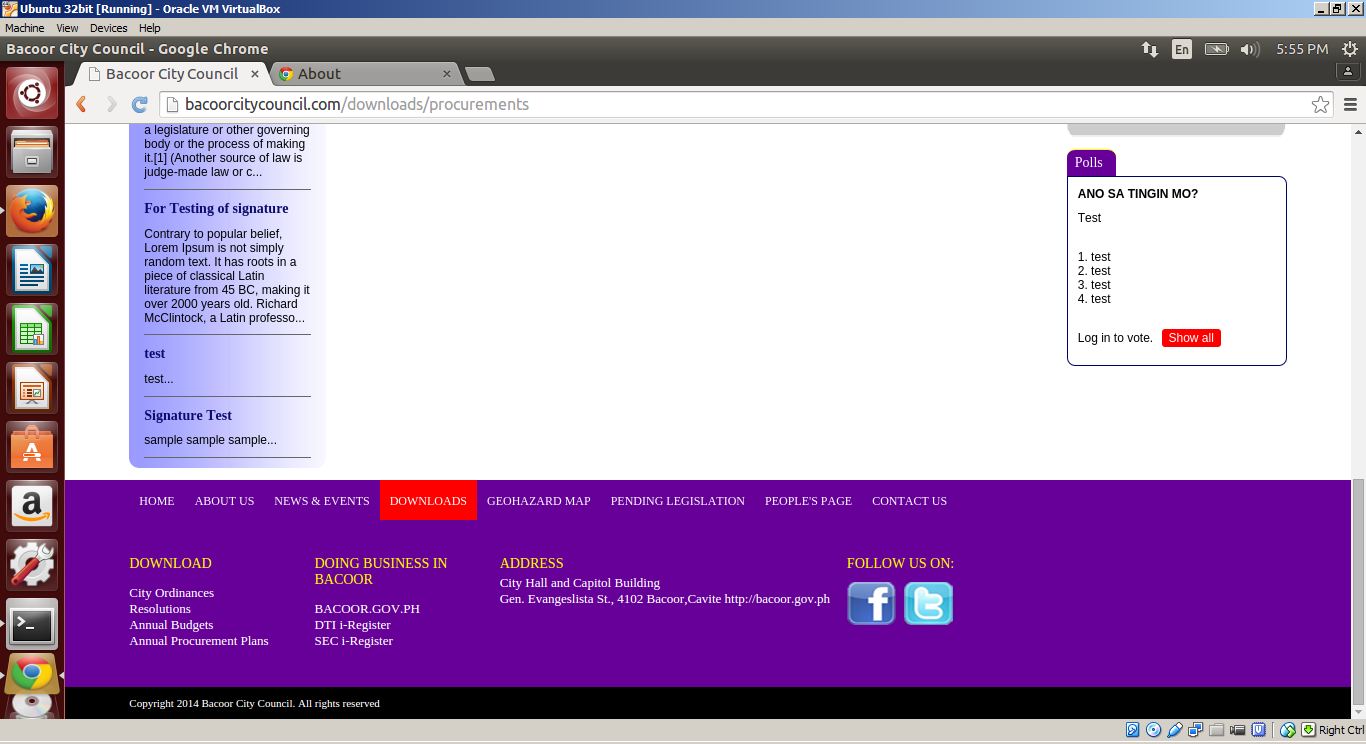 Ubuntu 32bit [Running] - Oracle VM VirtualBox
Machine View Devices Help
Bacoor City Council - Google Chrome
En
5:55 PM
Bacoor City Council
About
bacoorcitycouncil.com/downloads/procurements
a legislature or other governing
body or the process of making
it.[1] (Another source of law is
judge-made law or c...
For Testing of signature
Contrary to popular belief,
Lorem Ipsum is not simply
random text. It has roots in a
piece of classical Latin
literature from 45 BC, making it
over 2000 years old. Richard
McClintock, a Latin professo...
test
test...
Signature Test
sample sample sample...
Polls
ANO SA TINGIN MO?
Test
1. test
2. test
3. test
4. test
Log in to vote. Show all
HOME ABOUT US NEWS & EVENTS DOWNLOADS GEOHAZARD MAP PENDING LEGISLATION PEOPLE'S PAGE CONTACT US
DOWNLOAD
City Ordinances
Resolutions
Annual Budgets
Annual Procurement Plans
DOING BUSINESS IN
BACOOR
BACOOR.GOV.PH
DTI i-Register
SEC i-Register
ADDRESS
City Hall and Capitol Building
Gen. Evangeslista St., 4102 Bacoor,Cavite http://bacoor.gov.ph
FOLLOW US ON:
Copyright 2014 Bacoor City Council. All rights reserved
Right Ctrl